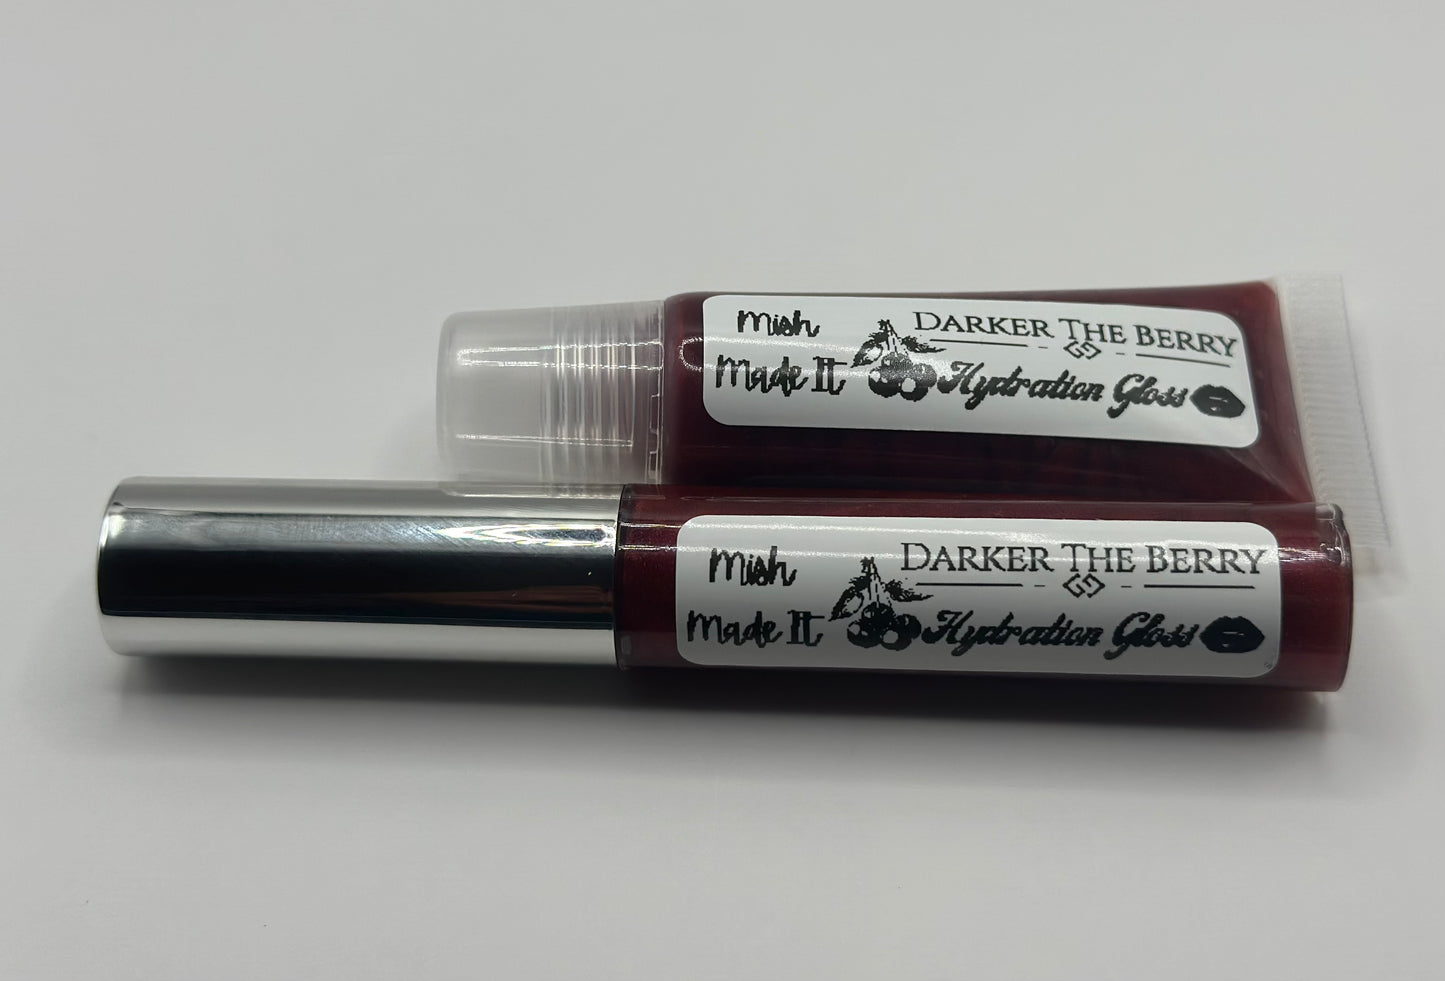 Mish
Made It
DARKER THE BERRY
Hydration Gloss
Mish
Made It
DARKER THE BERRY
Hydration Gloss